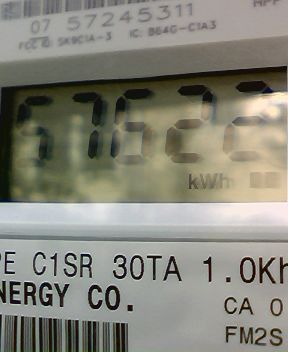 07 57245311
FCC ID: SK9C1A-3 IC: B64G-C1A3
57622
kWh
C1SR 30TA 1.0Kh
NERGY CO.
CA 0
FM2S